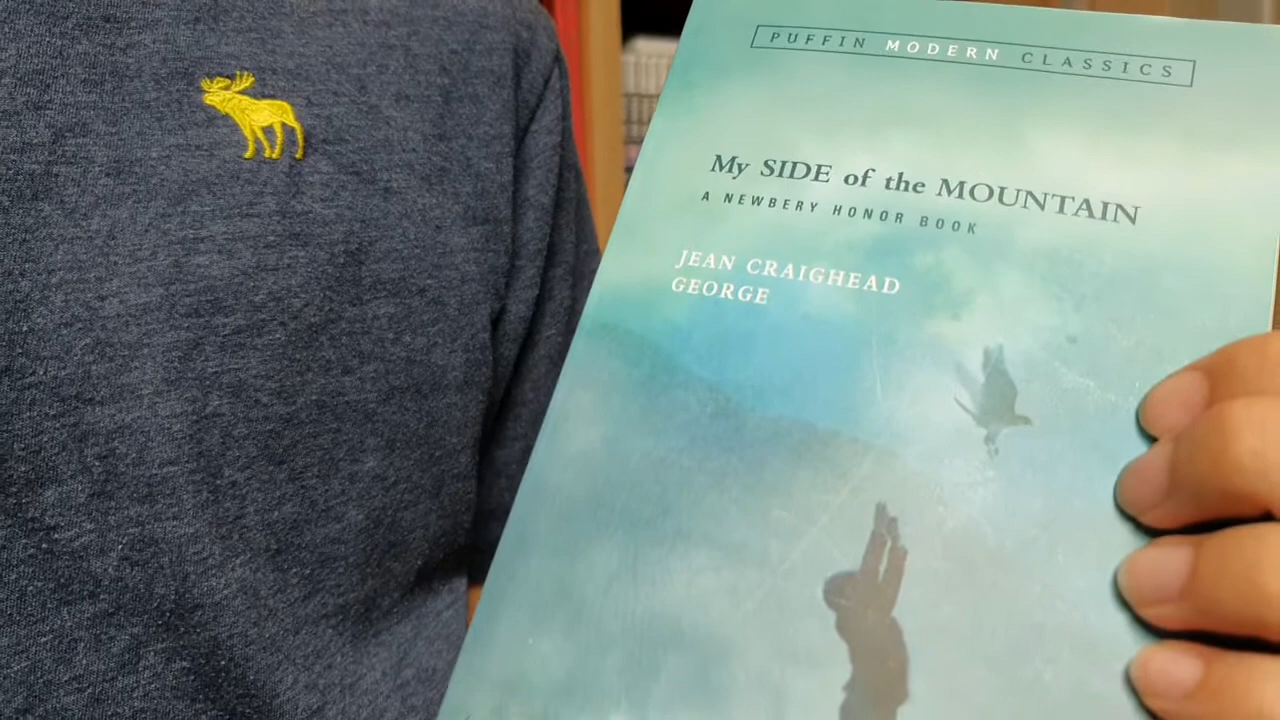 PUFFIN MODERN CLASSICS
My SIDE of the MOUNTAIN
A NEWBERY HONOR BOOK
JEAN CRAIGHEAD
GEORGE